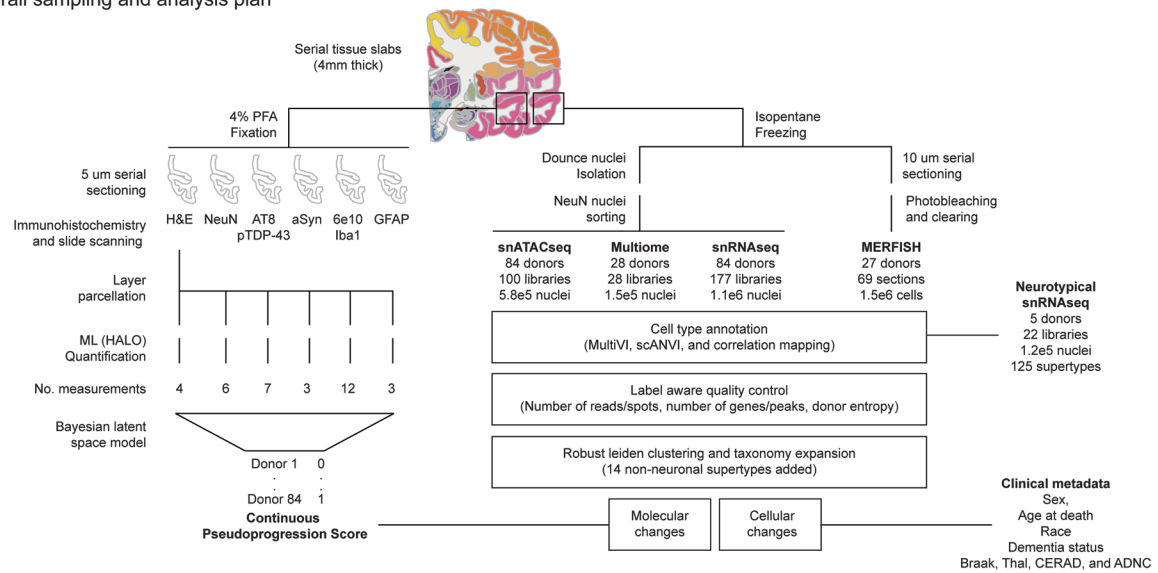 rall sampling and analysis plan
Serial tissue slabs
(4mm thick)
4% PFA
Fixation
Isopentane
Freezing
5 um serial
sectioning
Dounce nuclei
Isolation
10 um serial
sectioning
NeuN nuclei
sorting
Photobleaching
and clearing
Immunohistochemistry
and slide scanning
H&E NeuN AT8 aSyn 6e10 GFAP
pTDP-43 Iba1
snATACseq
84 donors
100 libraries
5.8e5 nuclei
Multiome
28 donors
28 libraries
1.5e5 nuclei
snRNAseq
84 donors
177 libraries
1.1e6 nuclei
MERFISH
27 donors
69 sections
1.5e6 cells
Neurotypical
snRNAseq
5 donors
22 libraries
1.2e5 nuclei
125 supertypes
Layer
parcellation
ML (HALO)
Quantification
No. measurements 4 6 7 3 12 3
Bayesian latent
space model
Donor 1 0
. .
. .
Donor 84 1
Continuous
Pseudoprogression Score
Cell type annotation
(MultiVI, scANVI, and correlation mapping)
Label aware quality control
(Number of reads/spots, number of genes/peaks, donor entropy)
Robust leiden clustering and taxonomy expansion
(14 non-neuronal supertypes added)
Molecular
changes
Cellular
changes
Clinical metadata
Sex,
Age at death
Race
Dementia status
Braak, Thal, CERAD, and ADNC